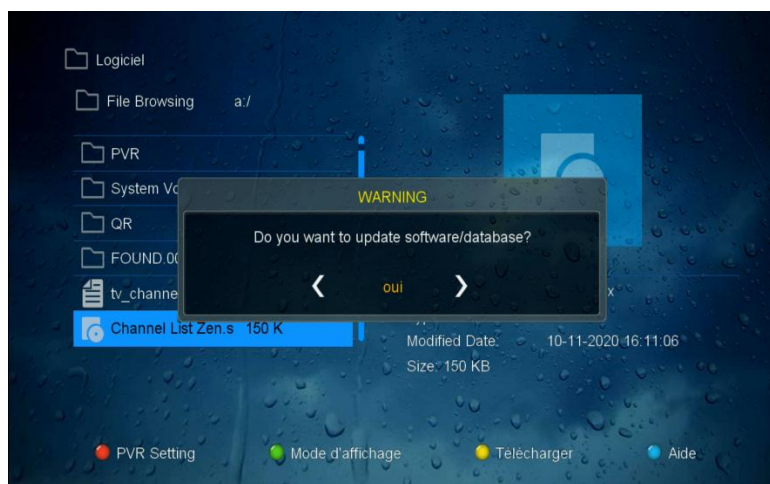 Logiciel
File Browsing a:/
PVR
System Vo
QR
FOUND.00
tv_channe
Channel List Zen.s 150 K
WARNING
Do you want to update software/database?
oui
x
Modified Date: 10-11-2020 16:11:06
Size: 150 KB
PVR Setting
Mode d'affichage
Télécharger
Aide